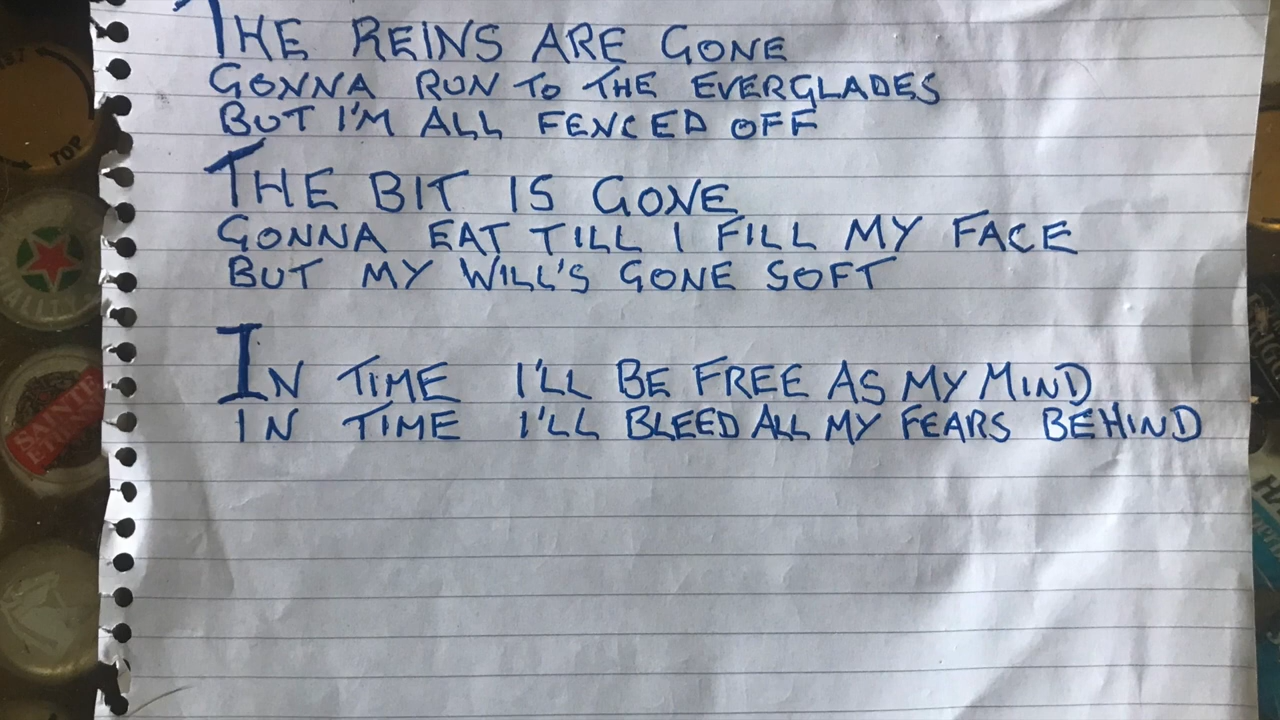 THE REINS ARE GONE
GONNA RUN TO THE EVERGLADES
BUT I'M ALL FENCED OFF
THE BIT IS GONE
GONNA EAT TILL I FILL MY FACE
BUT MY WILL'S GONE SOFT
IN TIME I'LL BE FREE AS MY MIND
IN TIME I'LL BLEED ALL MY FEARS BEHIND
TOP